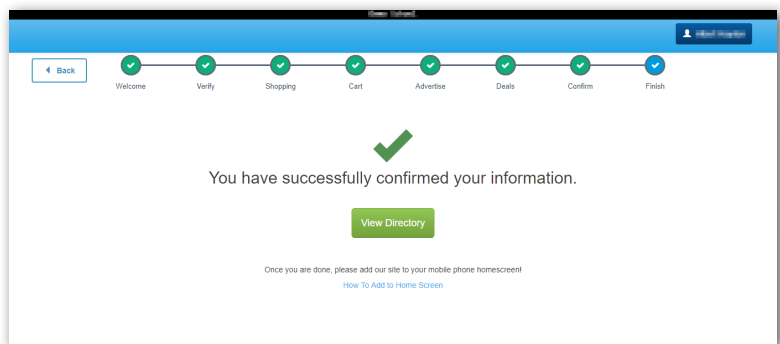 Back
Welcome
Verify
Shopping
Cart
Advertise
Deals
Confirm
Finish
You have successfully confirmed your information.
View Directory
Once you are done, please add our site to your mobile phone homescreen!
How To Add to Home Screen